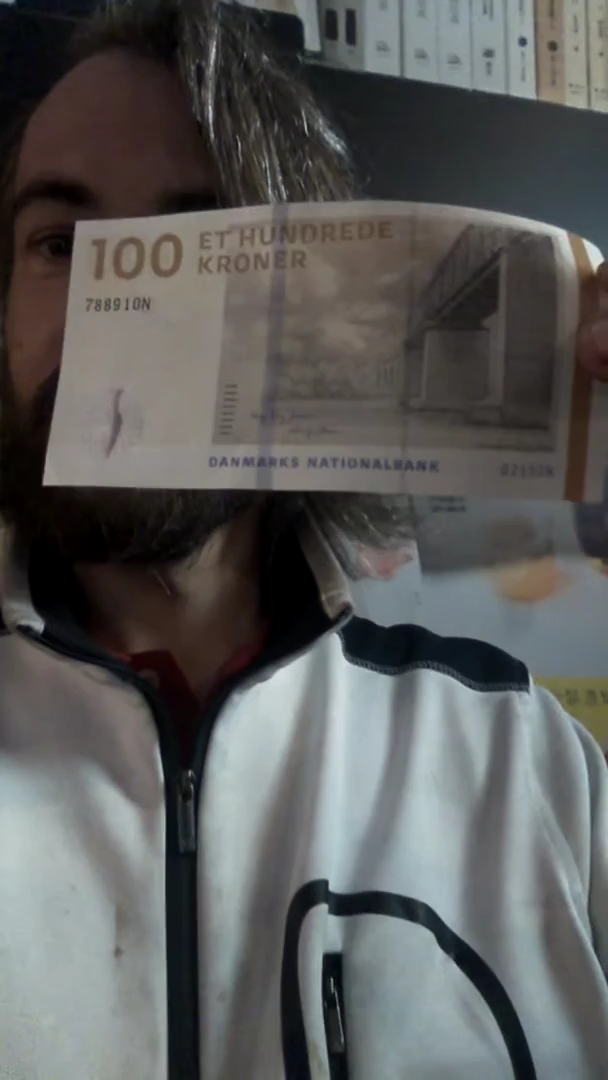 100
ET HUNDREDE
KRONER
788910N
DANMARKS NATIONALBANK